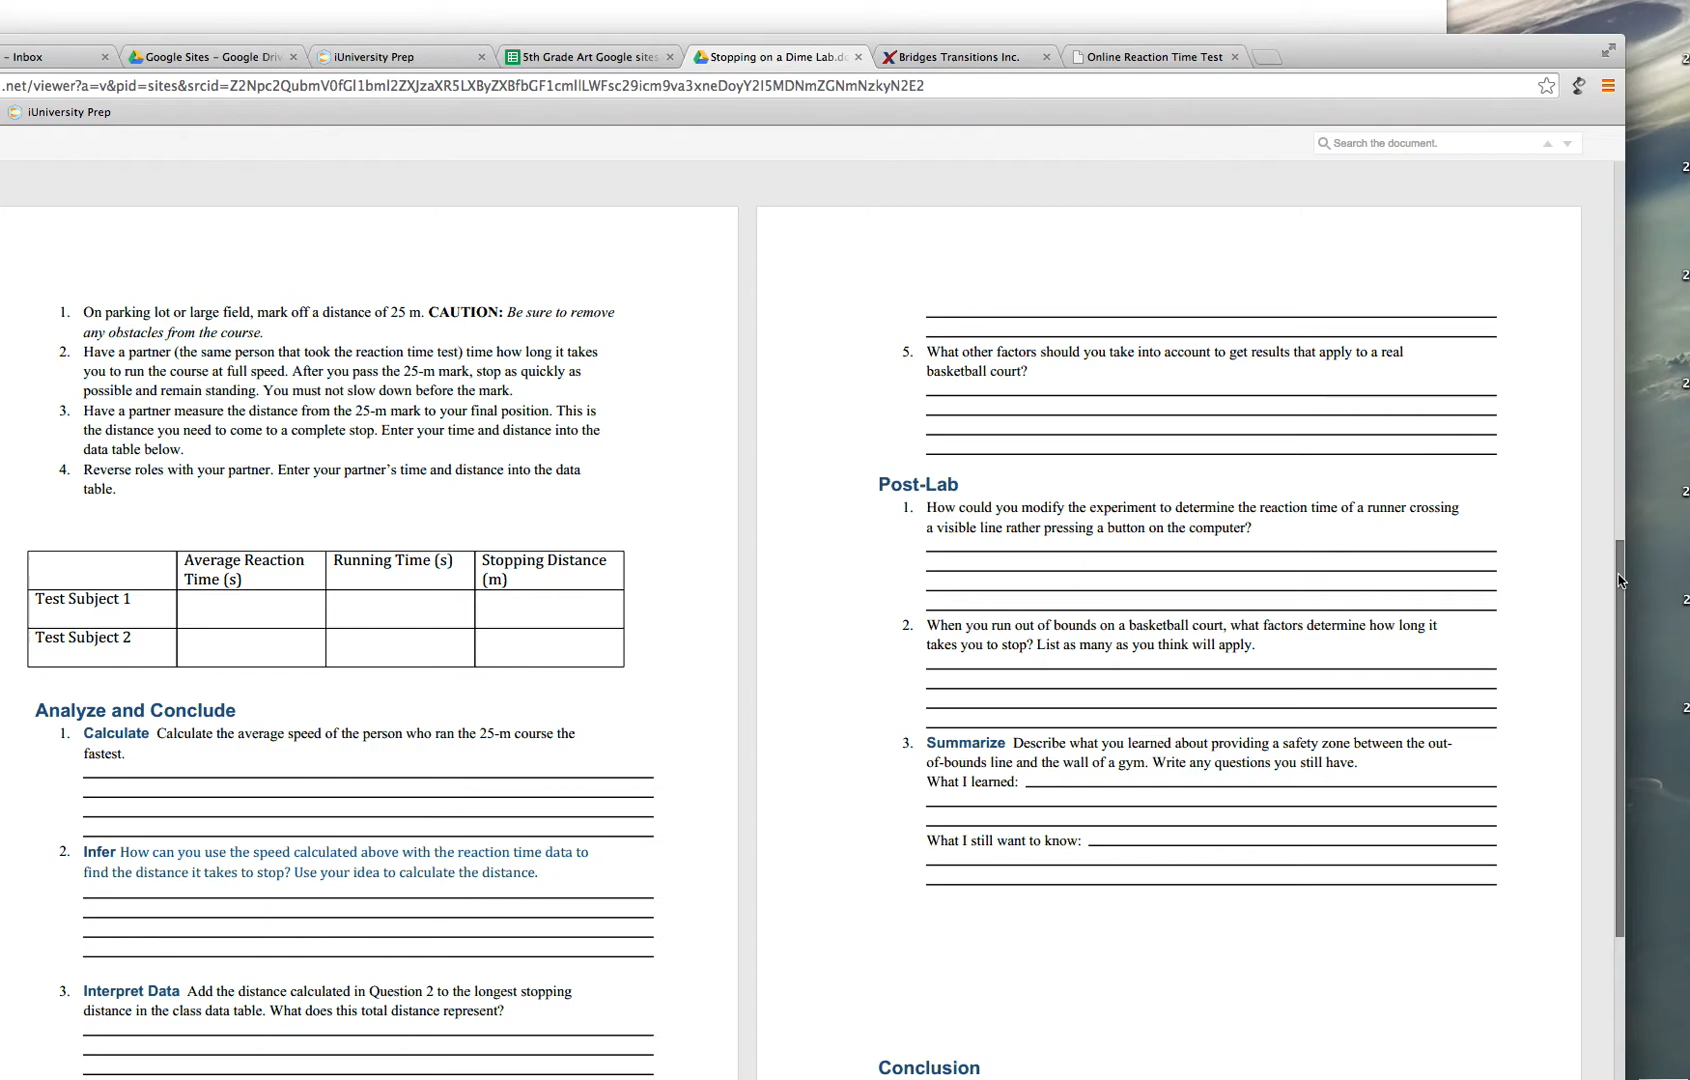 - Inbox
Google Sites - Google Driv
iUniversity Prep
5th Grade Art Google sites
Stopping on a Dime Lab.do
Bridges Transitions Inc.
Online Reaction Time Test
iUniversity Prep
Search the document.
1. On parking lot or large field, mark off a distance of 25 m. CAUTION: Be sure to remove
any obstacles from the course.
2. Have a partner (the same person that took the reaction time test) time how long it takes
you to run the course at full speed. After you pass the 25-m mark, stop as quickly as
possible and remain standing. You must not slow down before the mark.
3. Have a partner measure the distance from the 25-m mark to your final position. This is
the distance you need to come to a complete stop. Enter your time and distance into the
data table below.
4. Reverse roles with your partner. Enter your partner's time and distance into the data
table.
Average Reaction Time (s)
Running Time (s)
Stopping Distance (m)
Test Subject 1
Test Subject 2
Analyze and Conclude
1. Calculate Calculate the average speed of the person who ran the 25-m course the
fastest.
2. Infer How can you use the speed calculated above with the reaction time data to
find the distance it takes to stop? Use your idea to calculate the distance.
3. Interpret Data Add the distance calculated in Question 2 to the longest stopping
distance in the class data table. What does this total distance represent?
5. What other factors should you take into account to get results that apply to a real
basketball court?
Post-Lab
1. How could you modify the experiment to determine the reaction time of a runner crossing
a visible line rather pressing a button on the computer?
2. When you run out of bounds on a basketball court, what factors determine how long it
takes you to stop? List as many as you think will apply.
3. Summarize Describe what you learned about providing a safety zone between the out-
of-bounds line and the wall of a gym. Write any questions you still have.
What I learned:
What I still want to know:
Conclusion
2
2
2
2
2
2
2